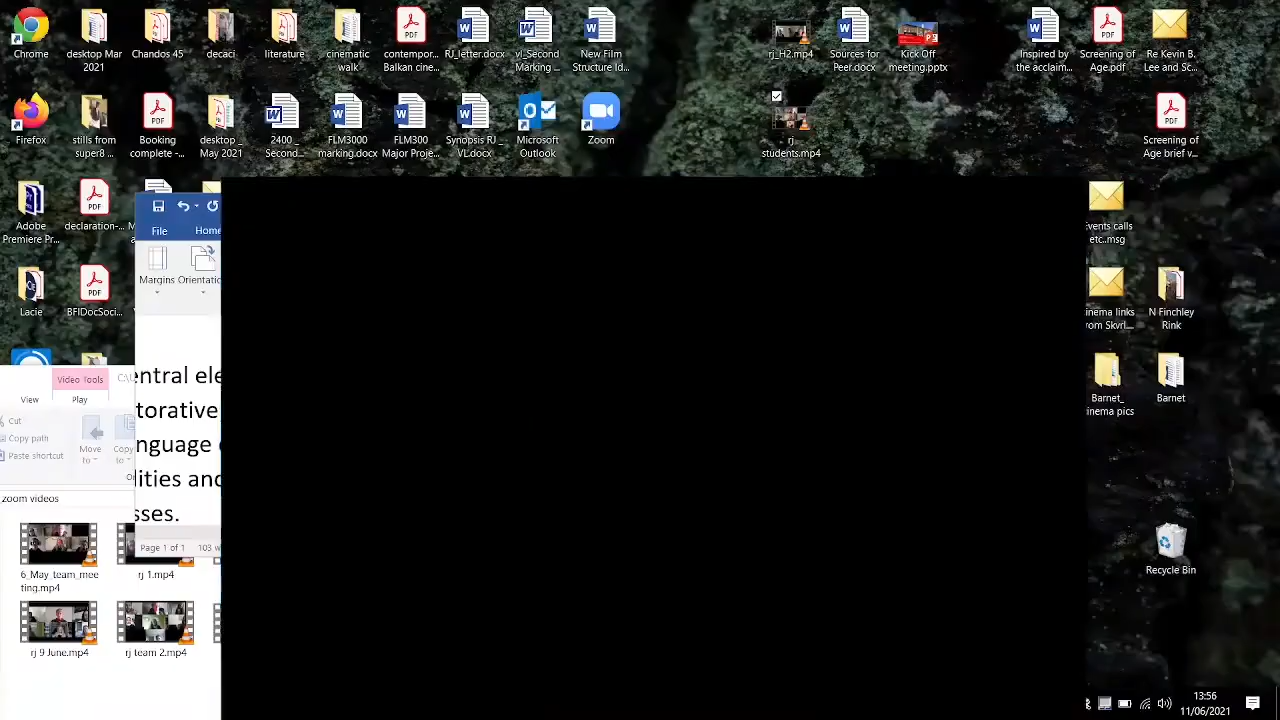 Chrome
desktop Mar
2021
Chandos 45
decaci
literature
cinematic
walk
contempor...
Balkan cine...
RJ_letter.docx
vl_Second
Marking_...
New Film
Structure Id...
rj_H2.mp4
Sources for
Peer.docx
Kick Off
meeting.pptx
Inspired by
the acclaim...
Screening of
Age.pdf
Re Kevin B.
Lee and Sc...
Firefox
stills from
super8 ...
Booking
complete -...
desktop _
May 2021
2400 _
Second...
FLM3000
marking.docx
FLM300
Major Proje...
Synopsis RJ_
VL.docx
Microsoft
Outlook
Zoom
rj
students.mp4
Screening of
Age brief v...
Adobe
Premiere Pr...
declaration-...
File
Home
Events calls
etc..msg
Margins
Orientatio
Lacie
BFIDocSoci...
inema links
rom Skvrl...
N Finchley
Rink
Video Tools
C:\
View
Play
entral ele
Barnet_
inema pics
Barnet
Cut
Copy path
Paste shortcut
Move
to
Copy
to
torative
nguage
ities and
sses.
zoom videos
Page 1 of 1
103 w
Recycle Bin
6_May_team_mee
ting.mp4
rj 1.mp4
rj 9 June.mp4
rj team 2.mp4
13:56
11/06/2021